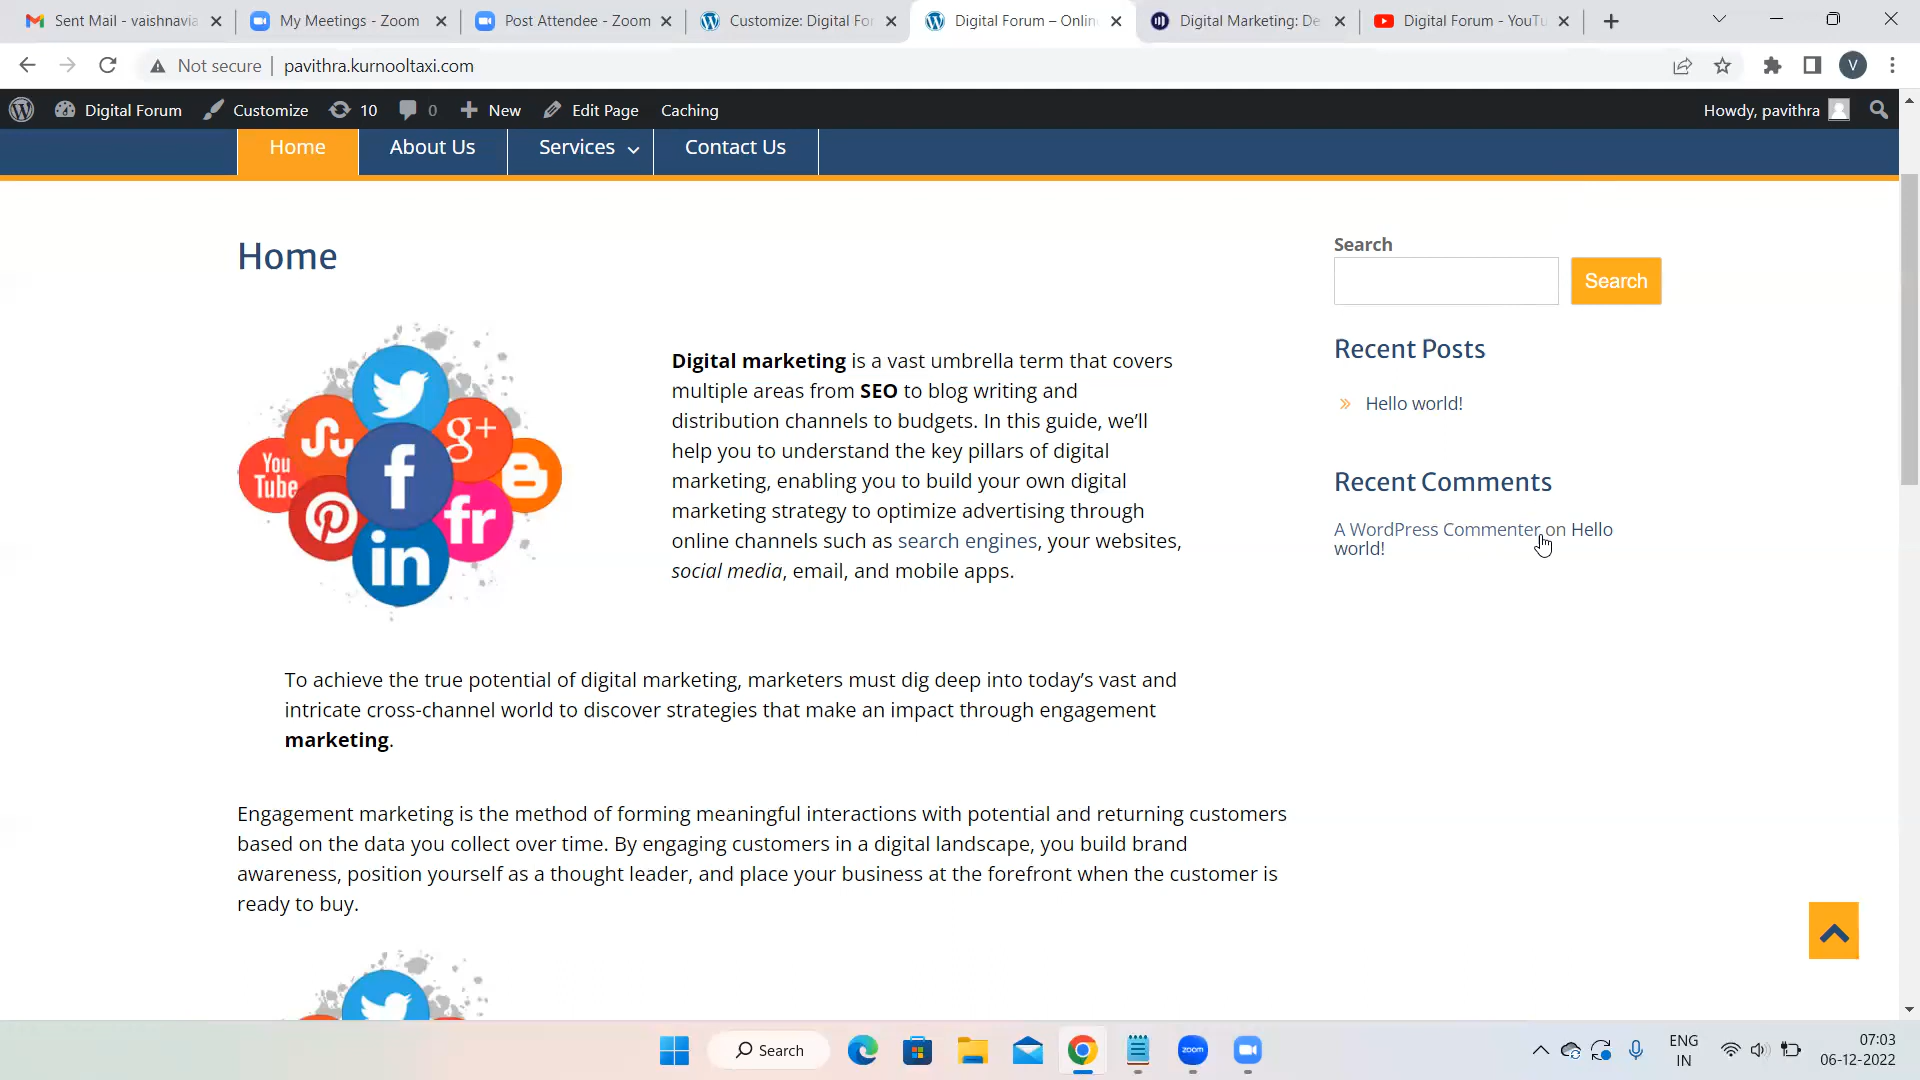 Sent Mail - vaishnavia
My Meetings - Zoom
Post Attendee - Zoom
Customize: Digital For
Digital Forum – Onlin
Digital Marketing: De
Digital Forum - YouTu
Not secure
pavithra.kurnooltaxi.com
V
Digital Forum
Customize
10
0
New
Edit Page
Caching
Howdy, pavithra
Home
About Us
Services
Contact Us
Home
You
Tube
g+
f
fr
in
Digital marketing is a vast umbrella term that covers
multiple areas from SEO to blog writing and
distribution channels to budgets. In this guide, we’ll
help you to understand the key pillars of digital
marketing, enabling you to build your own digital
marketing strategy to optimize advertising through
online channels such as search engines, your websites,
social media, email, and mobile apps.
To achieve the true potential of digital marketing, marketers must dig deep into today’s vast and
intricate cross-channel world to discover strategies that make an impact through engagement
marketing.
Engagement marketing is the method of forming meaningful interactions with potential and returning customers
based on the data you collect over time. By engaging customers in a digital landscape, you build brand
awareness, position yourself as a thought leader, and place your business at the forefront when the customer is
ready to buy.
Search
Search
Recent Posts
Hello world!
Recent Comments
A WordPress Commenter on Hello
world!
Search
zoom
ENG
IN
07:03
06-12-2022